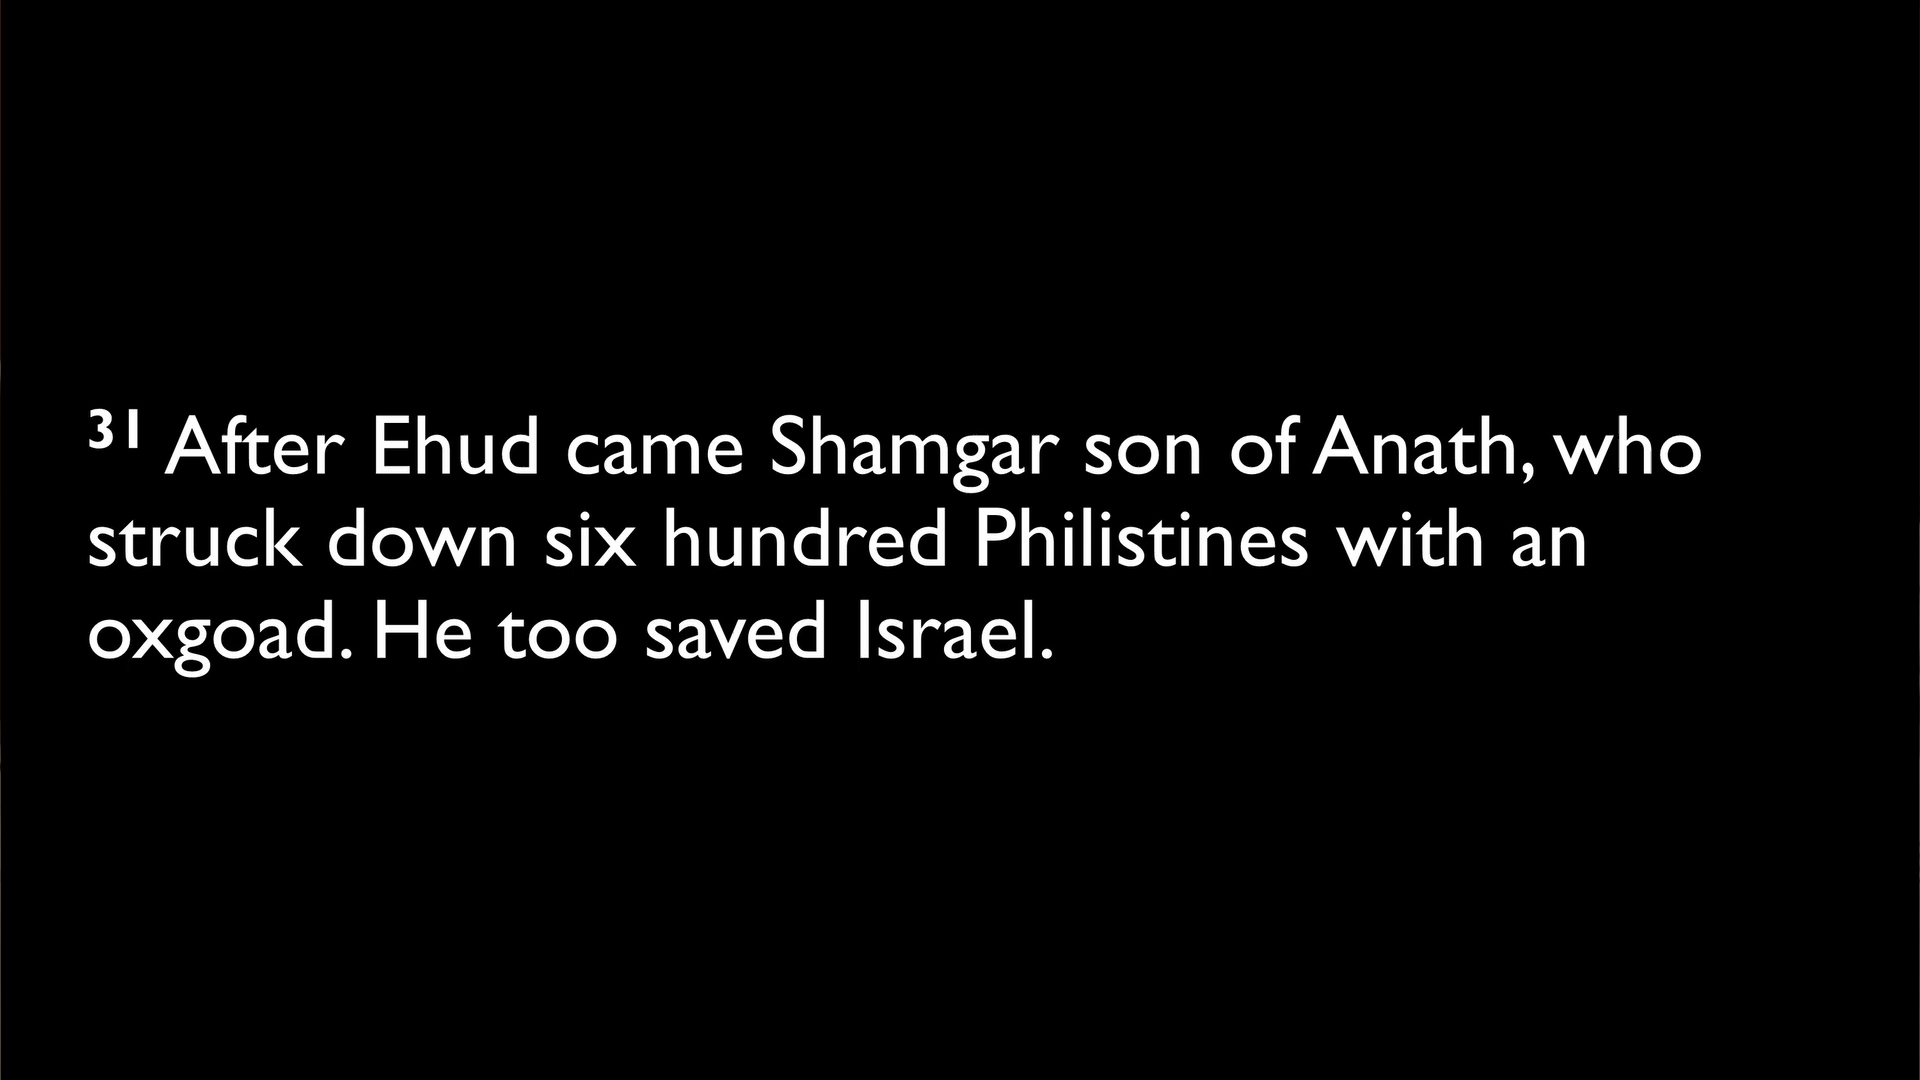 31 After Ehud came Shamgar son of Anath, who
struck down six hundred Philistines with an
oxgoad. He too saved Israel.